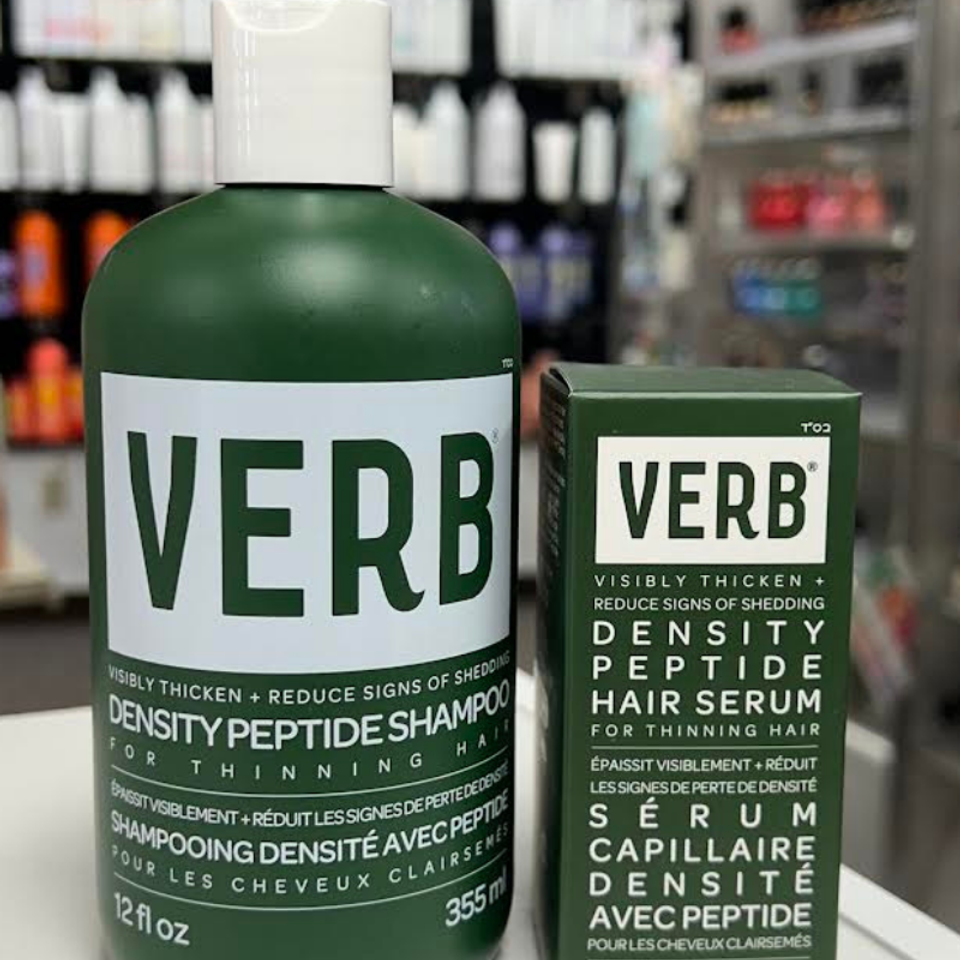 בס"ד
VERB®
VISIBLY THICKEN + REDUCE SIGNS OF SHEDDING
DENSITY PEPTIDE SHAMPOO
FOR THINNING HAIR
ÉPAISSIT VISIBLEMENT + RÉDUIT LES SIGNES DE PERTE DE DENSITÉ
SHAMPOOING DENSITÉ AVEC PEPTIDE
POUR LES CHEVEUX CLAIRSEMÉS
12 fl oz 355 ml
בס"ד
VERB®
VISIBLY THICKEN +
REDUCE SIGNS OF SHEDDING
DENSITY
PEPTIDE
HAIR SERUM
FOR THINNING HAIR
ÉPAISSIT VISIBLEMENT + RÉDUIT
LES SIGNES DE PERTE DE DENSITÉ
SÉRUM
CAPILLAIRE
DENSITÉ
AVEC PEPTIDE
POUR LES CHEVEUX CLAIRSEMÉS